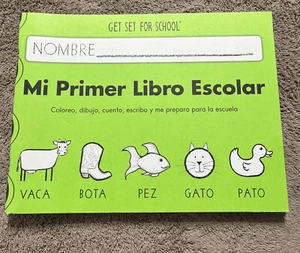 GET SET FOR SCHOOL®
NOMBRE
Mi Primer Libro Escolar
Coloreo, dibujo, cuento, escribo y me preparo para la escuela
VACA BOTA PEZ GATO PATO